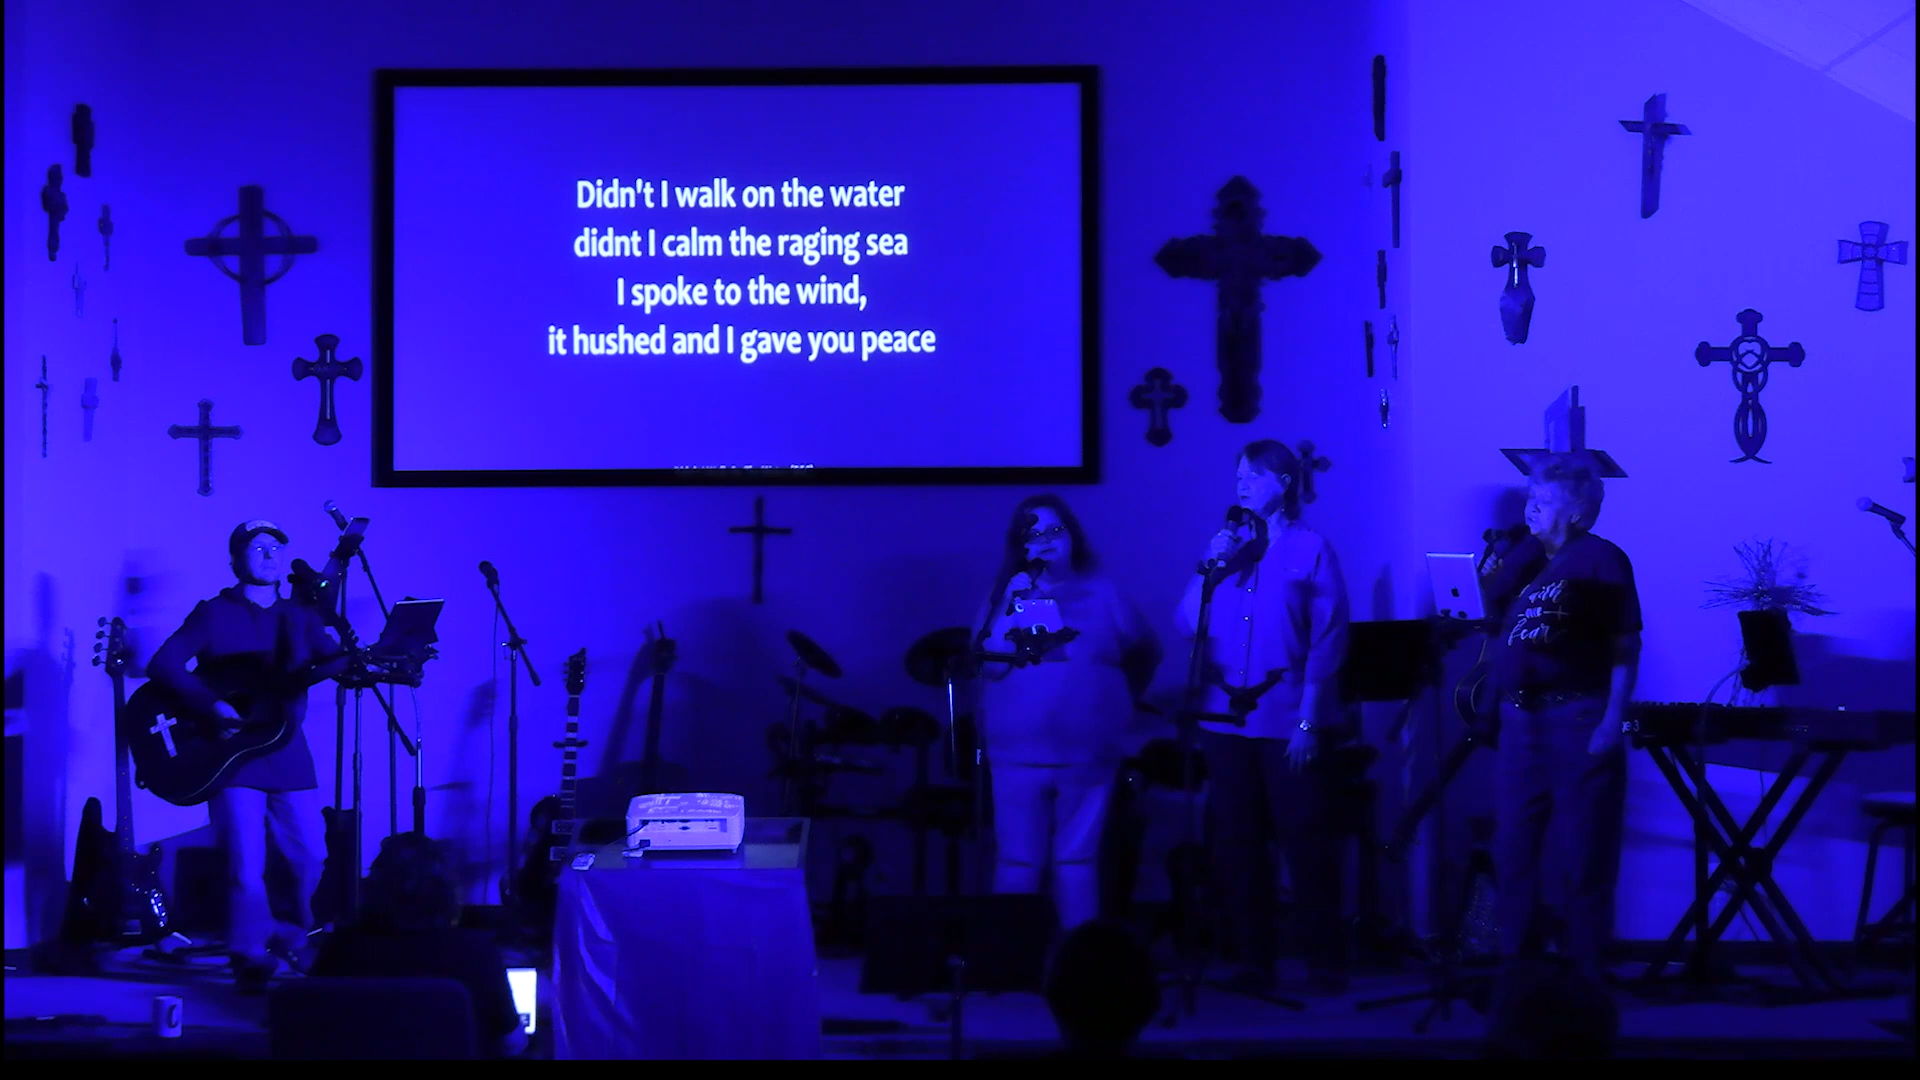 Didn't I walk on the water
didnt I calm the raging sea
I spoke to the wind,
it hushed and I gave you peace
fear